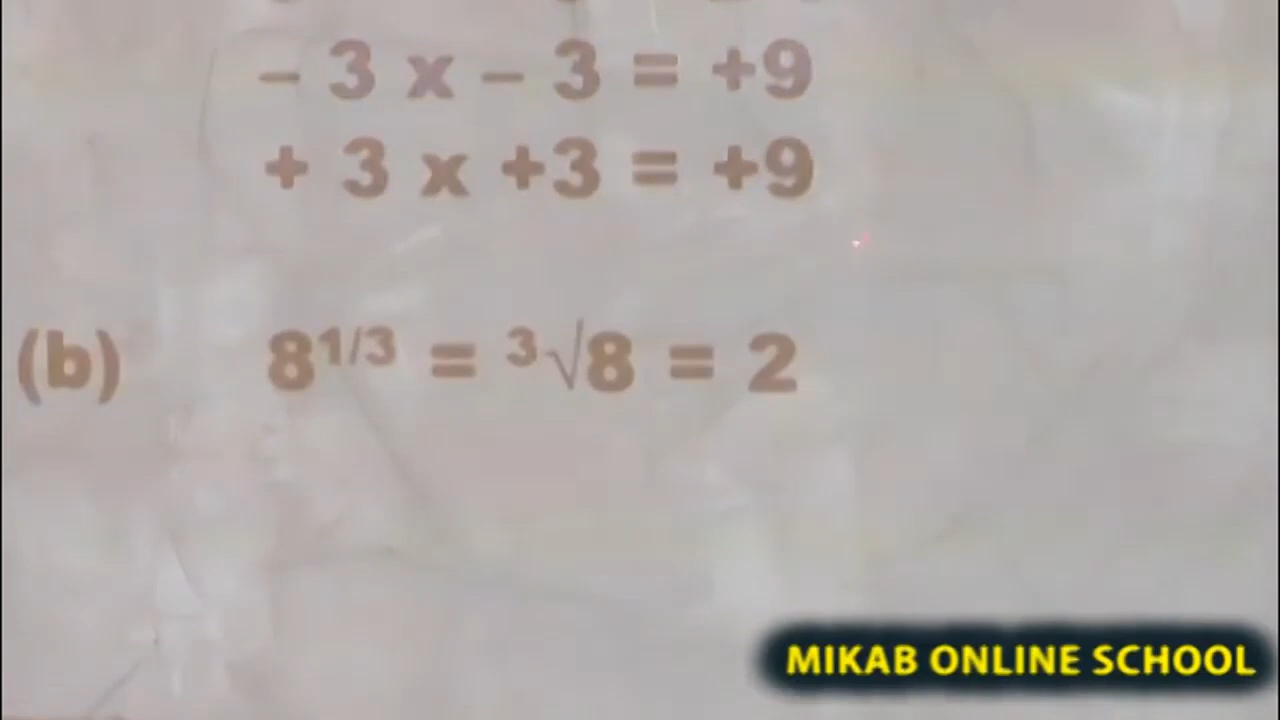 – 3 x – 3 = +9
+ 3 x +3 = +9
(b) 8^1/3 = ³√8 = 2
MIKAB ONLINE SCHOOL